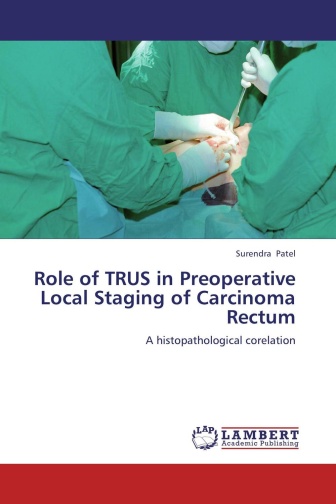 Surendra Patel
Role of TRUS in Preoperative
Local Staging of Carcinoma
Rectum
A histopathological corelation
LAP
LAMBERT
Academic Publishing